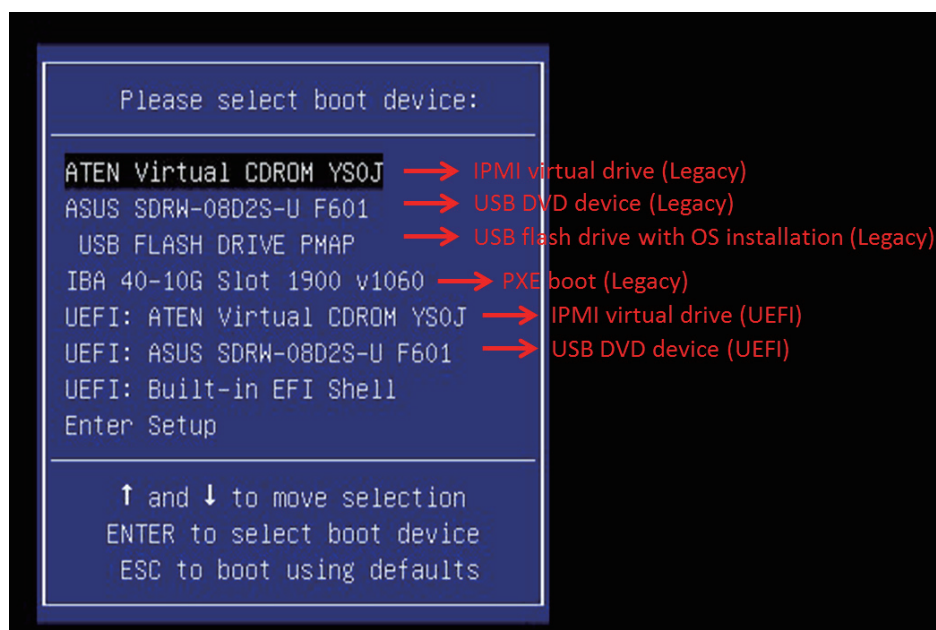 Please select boot device:
ATEN Virtual CDROM YS0J → IPMI virtual drive (Legacy)
ASUS SDRW-08D2S-U F601 → USB DVD device (Legacy)
USB FLASH DRIVE PMAP → USB flash drive with OS installation (Legacy)
IBA 40-10G Slot 1900 v1060 → PXE boot (Legacy)
UEFI: ATEN Virtual CDROM YS0J → IPMI virtual drive (UEFI)
UEFI: ASUS SDRW-08D2S-U F601 → USB DVD device (UEFI)
UEFI: Built-in EFI Shell
Enter Setup
↑ and ↓ to move selection
ENTER to select boot device
ESC to boot using defaults